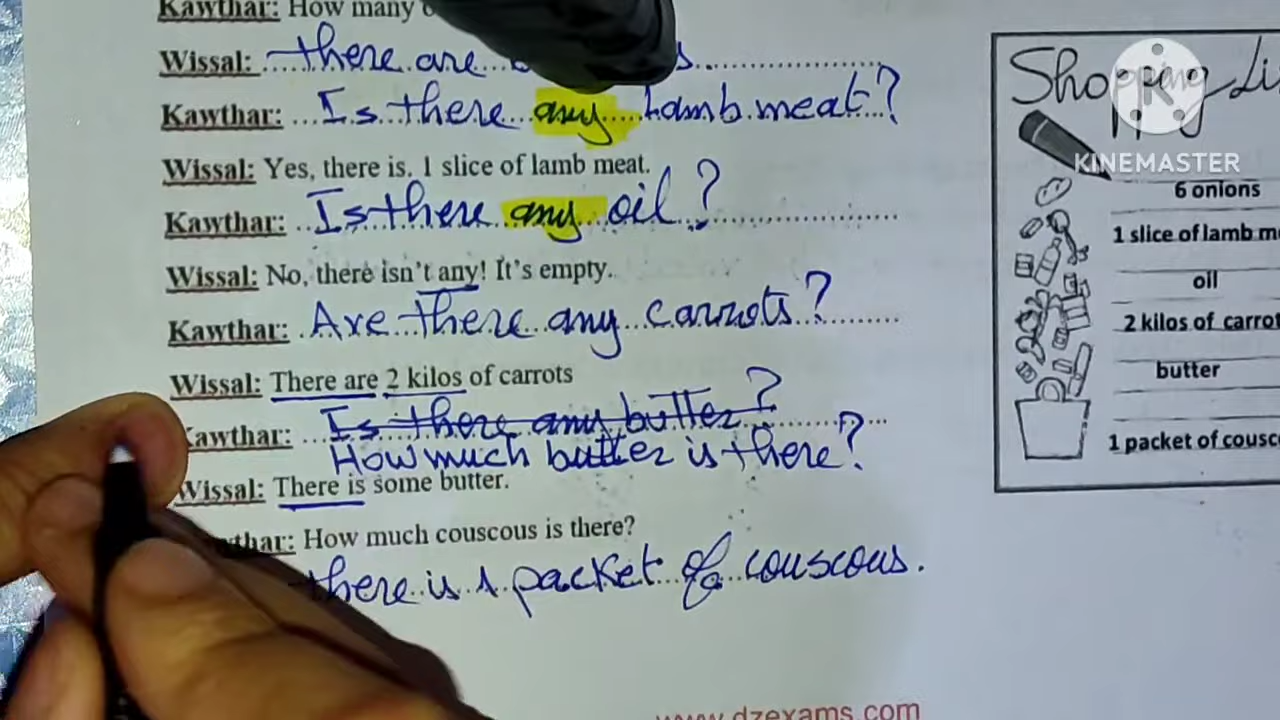 Kawthar: How many
Wissal: there are
Kawthar: Is there any Lamb meat?
Wissal: Yes, there is. 1 slice of lamb meat.
Kawthar: Is there any oil?
Wissal: No, there isn't any! It's empty.
Kawthar: Are there any carrots?
Wissal: There are 2 kilos of carrots
Kawthar: Is there any butter?
How much butter is there?
Wissal: There is some butter.
Kawthar: How much couscous is there?
there is 1 packet of couscous.
www.dzexams.com
Shopping Li
KINEMASTER
6 onions
1 slice of lamb me
oil
2 kilos of carrot
butter
1 packet of cousc